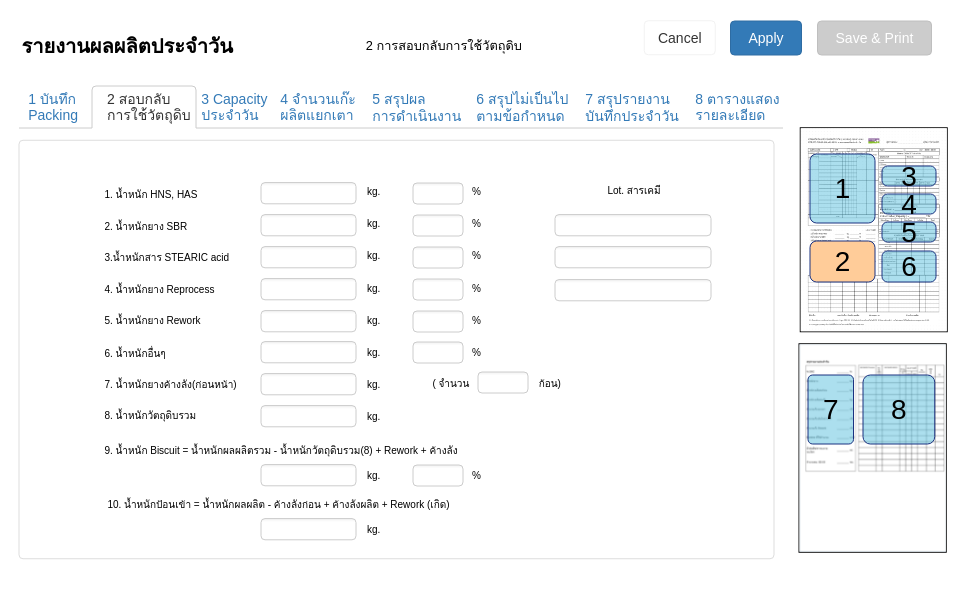 รายงานผลผลิตประจำวัน
2 การสอบกลับการใช้วัตถุดิบ
Cancel
Apply
Save & Print
1 บันทึก
Packing
2 สอบกลับ
การใช้วัตถุดิบ
3 Capacity
ประจำวัน
4 จำนวนเก๊ะ
ผลิตแยกเตา
5 สรุปผล
การดำเนินงาน
6 สรุปไม่เป็นไป
ตามข้อกำหนด
7 สรุปรายงาน
บันทึกประจำวัน
8 ตารางแสดง
รายละเอียด
1. น้ำหนัก HNS, HAS kg. % Lot. สารเคมี
2. น้ำหนักยาง SBR kg. %
3.น้ำหนักสาร STEARIC acid kg. %
4. น้ำหนักยาง Reprocess kg. %
5. น้ำหนักยาง Rework kg. %
6. น้ำหนักอื่นๆ kg. %
7. น้ำหนักยางค้างลัง(ก่อนหน้า) kg. ( จำนวน ก้อน)
8. น้ำหนักวัตถุดิบรวม kg.
9. น้ำหนัก Biscuit = น้ำหนักผลผลิตรวม - น้ำหนักวัตถุดิบรวม(8) + Rework + ค้างลัง
kg. %
10. น้ำหนักป้อนเข้า = น้ำหนักผลผลิต - ค้างลังก่อน + ค้างลังผลิต + Rework (เกิด)
kg.
1
2
3
4
5
6
7
8